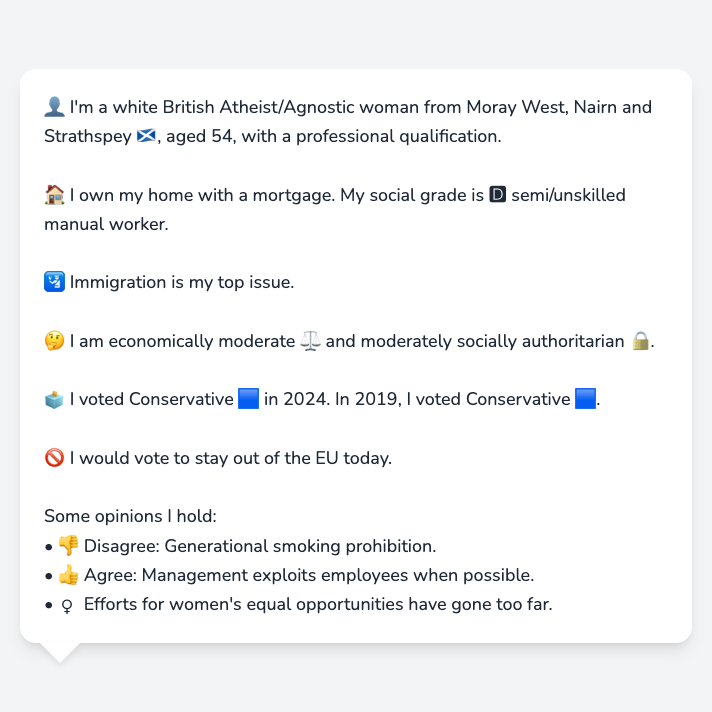 👤 I'm a white British Atheist/Agnostic woman from Moray West, Nairn and
Strathspey 🏴󠁧󠁢󠁳󠁣󠁴󠁿, aged 54, with a professional qualification.
🏠 I own my home with a mortgage. My social grade is 🅳 semi/unskilled
manual worker.
🛂 Immigration is my top issue.
🤔 I am economically moderate ⚖️ and moderately socially authoritarian 🔒.
🗳️ I voted Conservative 🟦 in 2024. In 2019, I voted Conservative 🟦.
🚫 I would vote to stay out of the EU today.
Some opinions I hold:
• 👎 Disagree: Generational smoking prohibition.
• 👍 Agree: Management exploits employees when possible.
• ♀ Efforts for women's equal opportunities have gone too far.